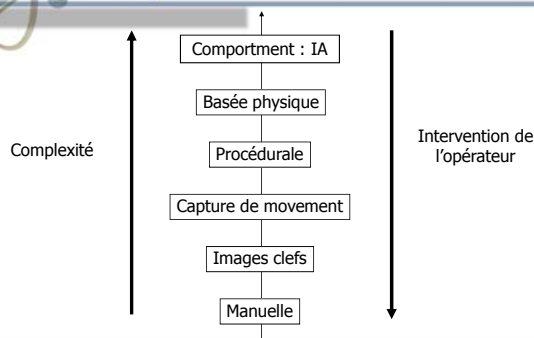 Comportment : IA
Basée physique
Complexité
Procédurale
Intervention de
l'opérateur
Capture de movement
Images clefs
Manuelle